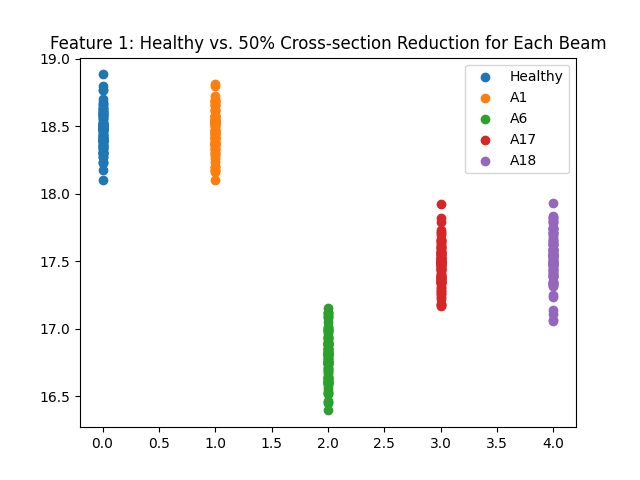 Feature 1: Healthy vs. 50% Cross-section Reduction for Each Beam
19.0
18.5
18.0
17.5
17.0
16.5
0.0 0.5 1.0 1.5 2.0 2.5 3.0 3.5 4.0
Healthy
A1
A6
A17
A18